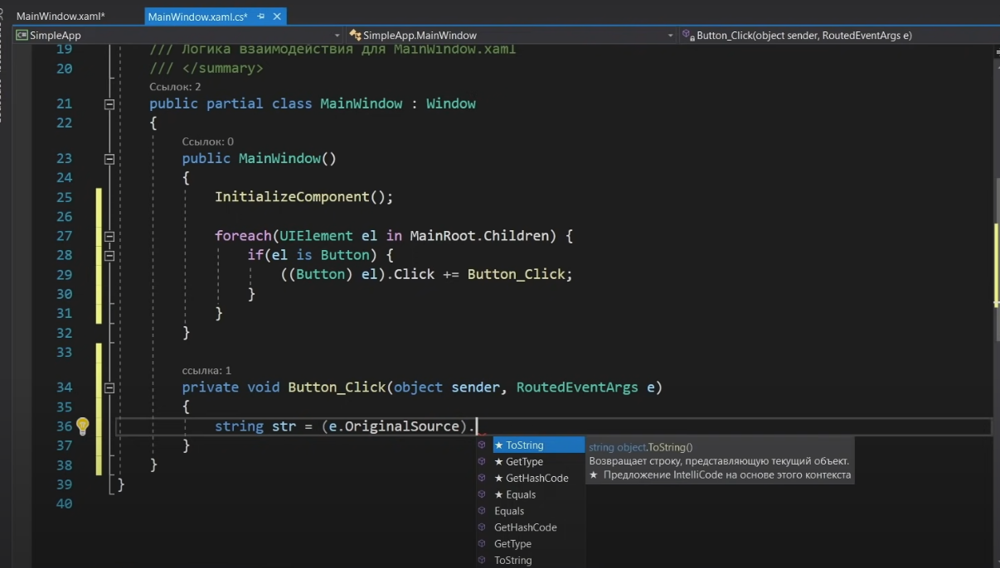 MainWindow.xaml* MainWindow.xaml.cs*
SimpleApp SimpleApp.MainWindow Button_Click(object sender, RoutedEventArgs e)
19 /// Логика взаимодействия для MainWindow.xaml
20 /// </summary>
Ссылок: 2
21 public partial class MainWindow : Window
22 {
Ссылок: 0
23 public MainWindow()
24 {
25 InitializeComponent();
26
27 foreach(UIElement el in MainRoot.Children) {
28 if(el is Button) {
29 ((Button) el).Click += Button_Click;
30 }
31 }
32 }
33
ссылка: 1
34 private void Button_Click(object sender, RoutedEventArgs e)
35 {
36 string str = (e.OriginalSource).
37 }
38 }
39 }
40
★ ToString
★ GetType
★ GetHashCode
★ Equals
Equals
GetHashCode
GetType
ToString
string object.ToString()
Возвращает строку, представляющую текущий объект.
★ Предложение IntelliCode на основе этого контекста